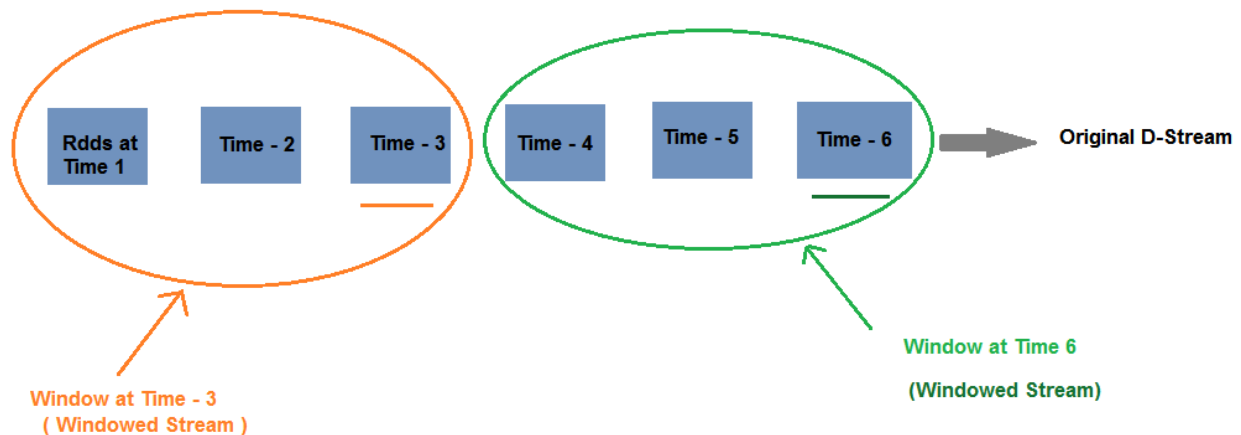 Rdds at
Time 1
Time - 2
Time - 3
Time - 4
Time - 5
Time - 6
Original D-Stream
Window at Time 6
(Windowed Stream)
Window at Time - 3
( Windowed Stream )